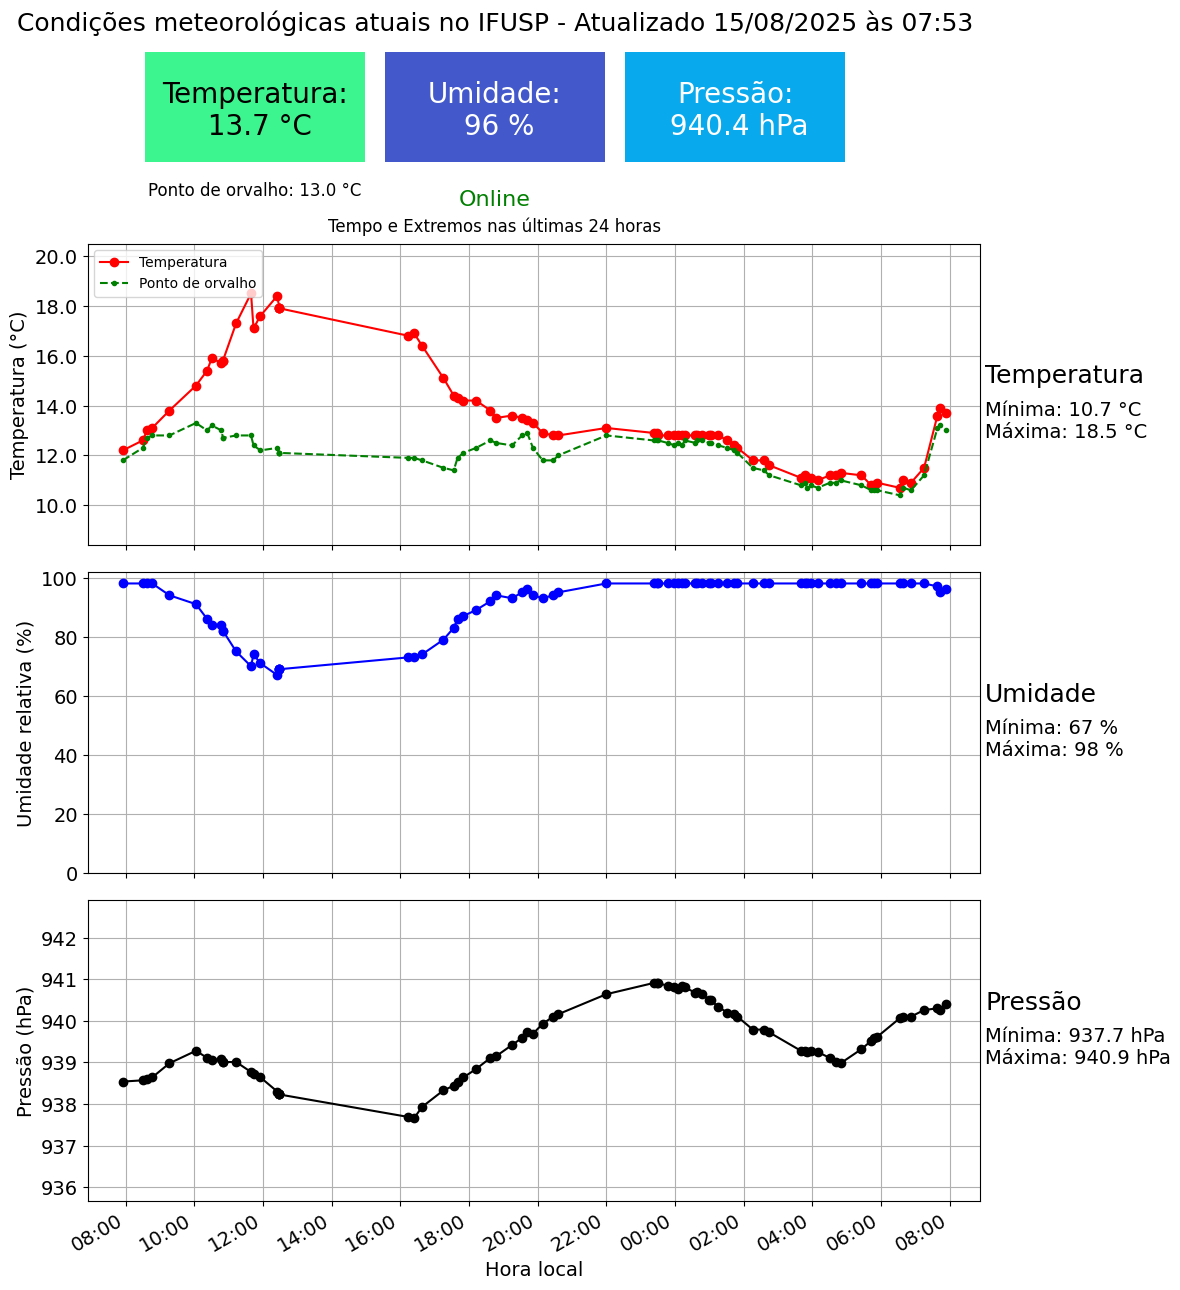 Condições meteorológicas atuais no IFUSP - Atualizado 15/08/2025 às 07:53
Temperatura:
13.7 °C
Umidade:
96 %
Pressão:
940.4 hPa
Ponto de orvalho: 13.0 °C
Online
Tempo e Extremos nas últimas 24 horas
Temperatura
Ponto de orvalho
Temperatura (°C)
20.0
18.0
16.0
14.0
12.0
10.0
Temperatura
Mínima: 10.7 °C
Máxima: 18.5 °C
Umidade relativa (%)
100
80
60
40
20
0
Umidade
Mínima: 67 %
Máxima: 98 %
Pressão (hPa)
942
941
940
939
938
937
936
Pressão
Mínima: 937.7 hPa
Máxima: 940.9 hPa
08:00
10:00
12:00
14:00
16:00
18:00
20:00
22:00
00:00
02:00
04:00
06:00
08:00
Hora local